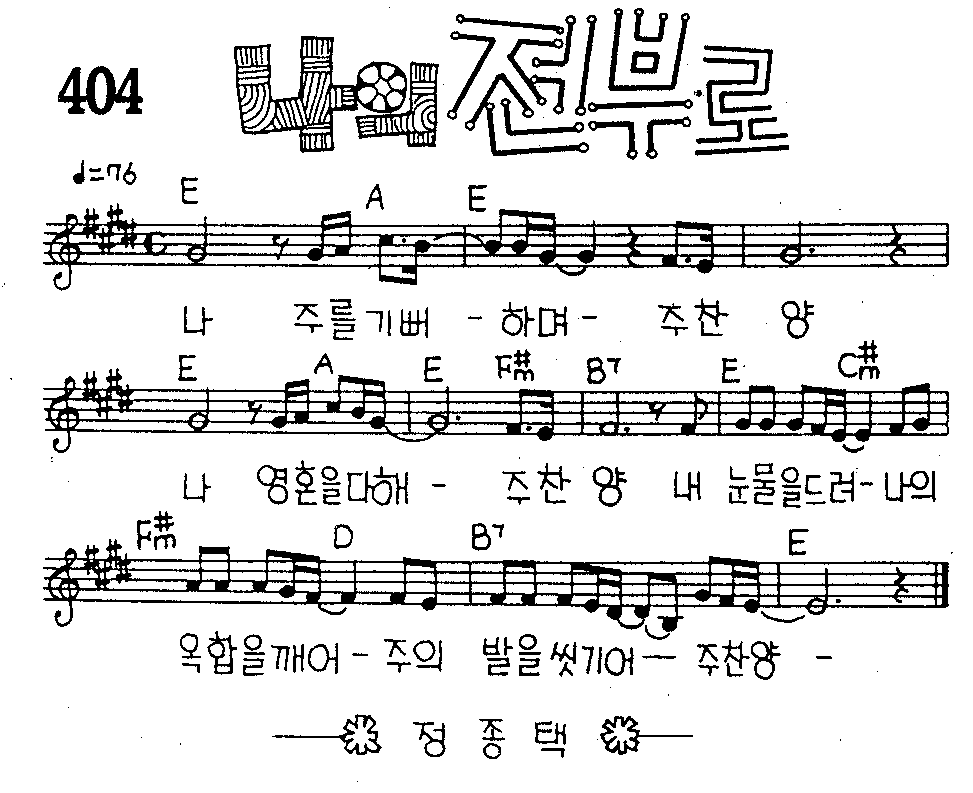 404
나의 전부로
♩=76
E A E
나 주를기뻐 - 하며 - 주찬 양
E A E F#m B7 E C#m
나 영혼을다해 - 주찬 양 내 눈물을드려-나의
F#m D B7 E
옥합을깨어 - 주의 발을씻기어 — 주찬양 -
정종택